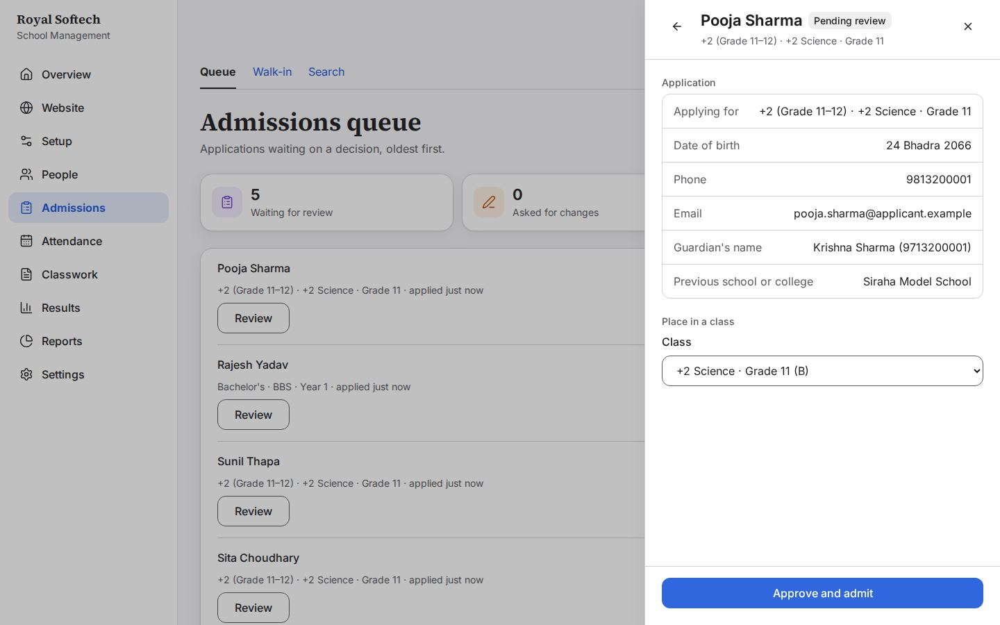 Royal Softech
School Management
Overview
Website
Setup
People
Admissions
Attendance
Classwork
Results
Reports
Settings
Queue Walk-in Search
Admissions queue
Applications waiting on a decision, oldest first.
5
Waiting for review
0
Asked for changes
Pooja Sharma
+2 (Grade 11–12) · +2 Science · Grade 11 · applied just now
Review
Rajesh Yadav
Bachelor's · BBS · Year 1 · applied just now
Review
Sunil Thapa
+2 (Grade 11–12) · +2 Science · Grade 11 · applied just now
Review
Sita Choudhary
+2 (Grade 11–12) · +2 Science · Grade 11 · applied just now
Review
Pooja Sharma Pending review
+2 (Grade 11–12) · +2 Science · Grade 11
Application
Applying for +2 (Grade 11–12) · +2 Science · Grade 11
Date of birth 24 Bhadra 2066
Phone 9813200001
Email pooja.sharma@applicant.example
Guardian's name Krishna Sharma (9713200001)
Previous school or college Siraha Model School
Place in a class
Class
+2 Science · Grade 11 (B)
Approve and admit